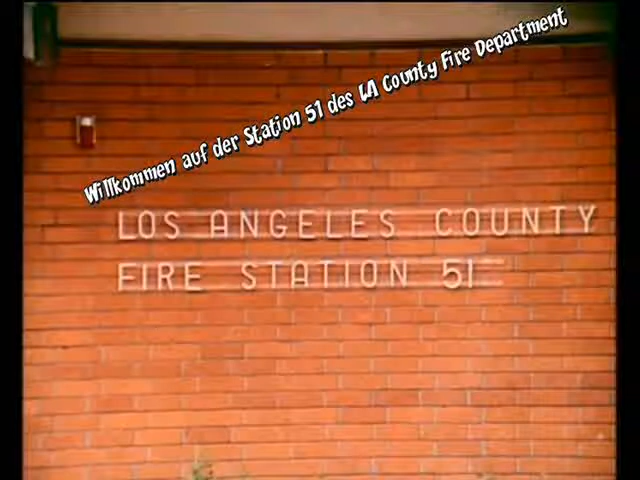 Willkommen auf der Station 51 des LA County Fire Department
LOS ANGELES COUNTY
FIRE STATION 51